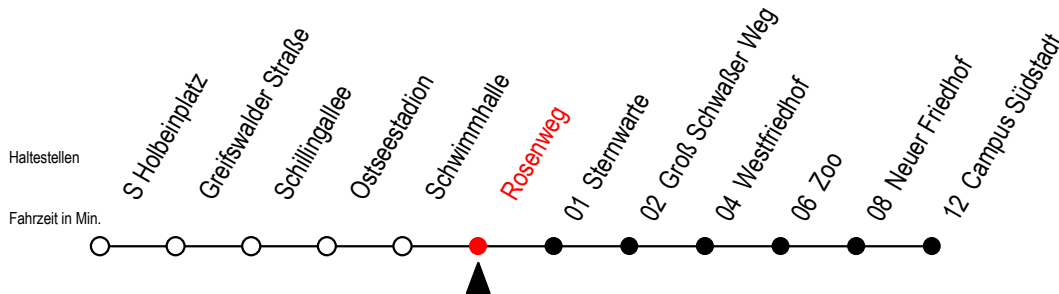 Haltestellen
Fahrzeit in Min.
S Holbeinplatz
Greifswalder Straße
Schillingallee
Ostseestadion
Schwimmhalle
Rosenweg
01 Sternwarte
02 Groß Schwaßer Weg
04 Westfriedhof
06 Zoo
08 Neuer Friedhof
12 Campus Südstadt